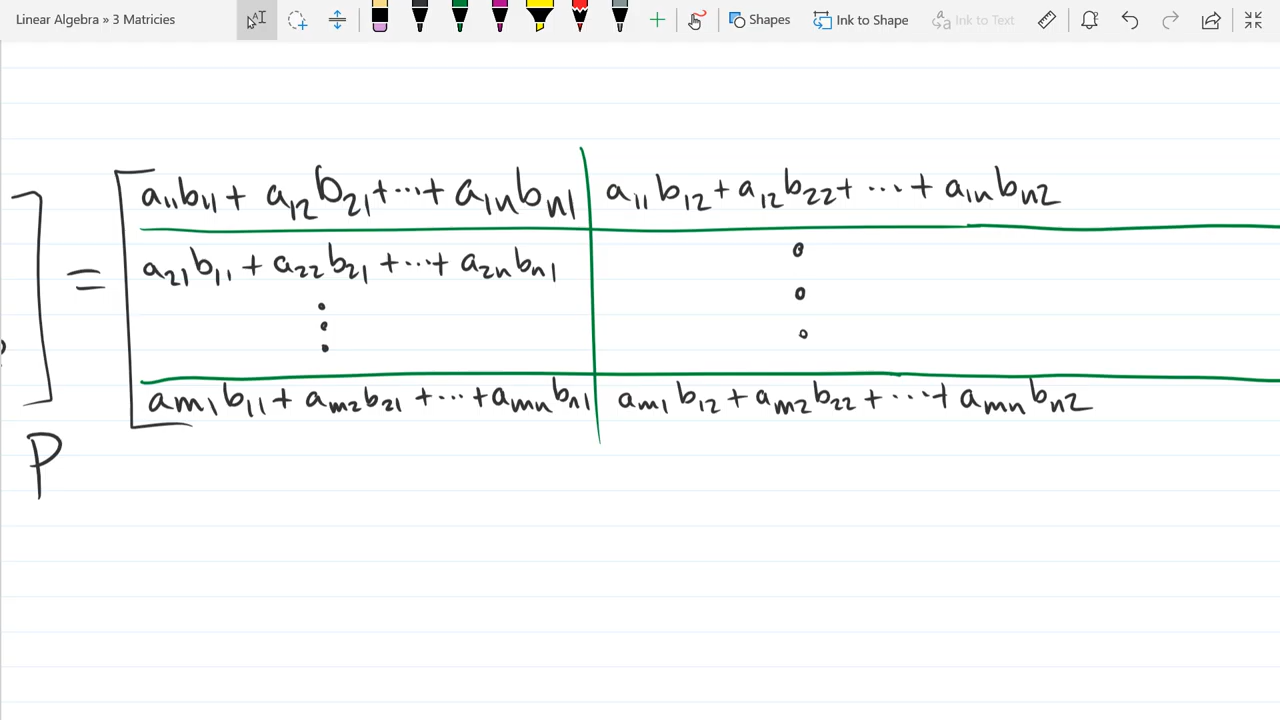 Linear Algebra » 3 Matricies
Shapes
Ink to Shape
Ink to Text
] = [ a₁₁b₁₁ + a₁₂b₂₁ + ⋯ + a₁ₙbₙ₁ | a₁₁b₁₂ + a₁₂b₂₂ + ⋯ + a₁ₙbₙ₂
a₂₁b₁₁ + a₂₂b₂₁ + ⋯ + a₂ₙbₙ₁
⋮ ⋮
aₘ₁b₁₁ + aₘ₂b₂₁ + ⋯ + aₘₙbₙ₁ | aₘ₁b₁₂ + aₘ₂b₂₂ + ⋯ + aₘₙbₙ₂
P